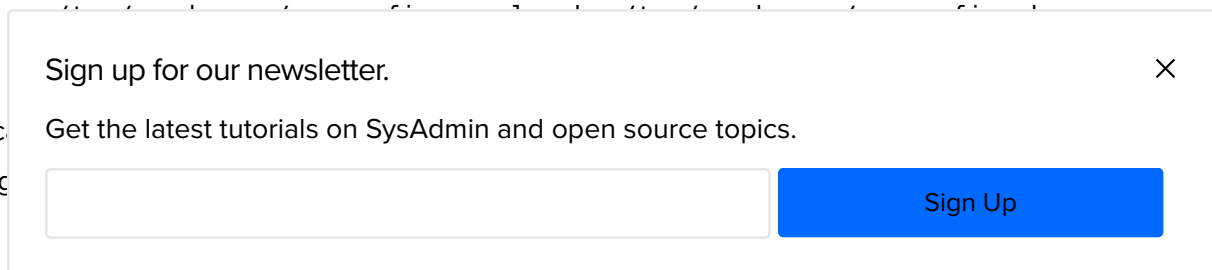 Sign up for our newsletter.
Get the latest tutorials on SysAdmin and open source topics.
Sign Up